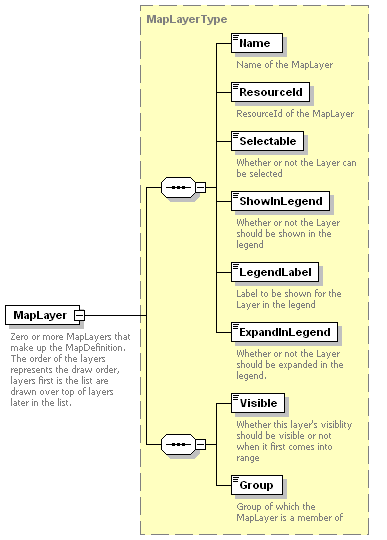 MapLayerType
Name
Name of the MapLayer
ResourceId
ResourceId of the MapLayer
Selectable
Whether or not the Layer can
be selected
ShowInLegend
Whether or not the Layer
should be shown in the
legend
LegendLabel
Label to be shown for the
Layer in the legend
ExpandInLegend
Whether or not the Layer
should be expanded in the
legend.
MapLayer
Zero or more MapLayers that
make up the MapDefinition.
The order of the layers
represents the draw order,
layers first is the list are
drawn over top of layers
later in the list.
Visible
Whether this layer's visiblity
should be visible or not
when it first comes into
range
Group
Group of which the
MapLayer is a member of